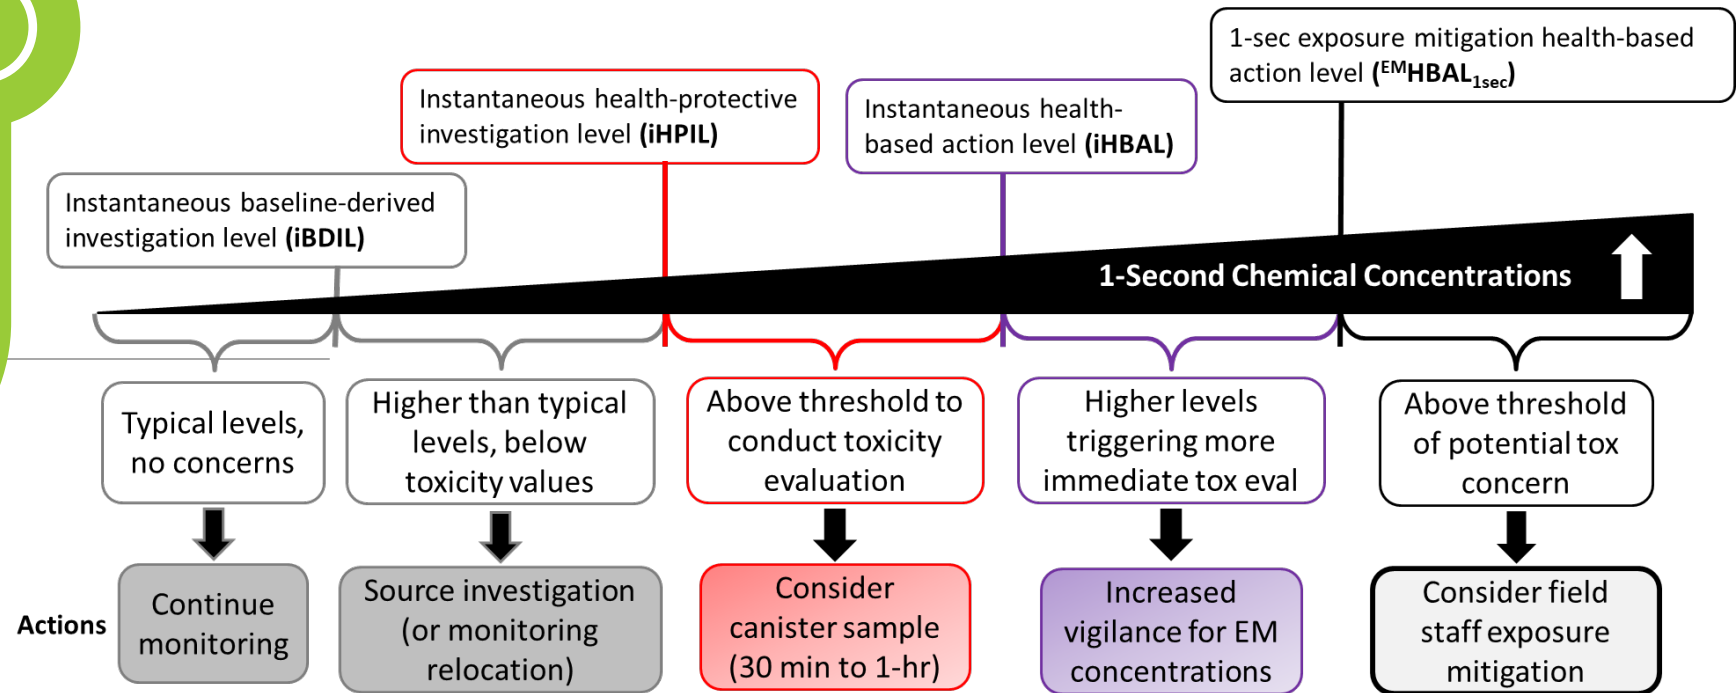 1-sec exposure mitigation health-based
action level (EMHBAL1sec)
Instantaneous health-protective
investigation level (iHPIL)
Instantaneous health-
based action level (iHBAL)
Instantaneous baseline-derived
investigation level (iBDIL)
1-Second Chemical Concentrations
Typical levels,
no concerns
Higher than typical
levels, below
toxicity values
Above threshold to
conduct toxicity
evaluation
Higher levels
triggering more
immediate tox eval
Above threshold
of potential tox
concern
Actions
Continue
monitoring
Source investigation
(or monitoring
relocation)
Consider
canister sample
(30 min to 1-hr)
Increased
vigilance for EM
concentrations
Consider field
staff exposure
mitigation